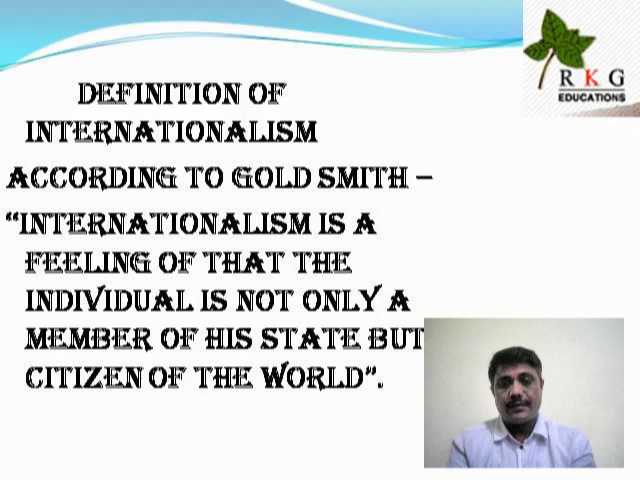 DEFINITION OF
INTERNATIONALISM
ACCORDING TO GOLD SMITH –
“INTERNATIONALISM IS A
FEELING OF THAT THE
INDIVIDUAL IS NOT ONLY A
MEMBER OF HIS STATE BUT
CITIZEN OF THE WORLD”.
R K G
EDUCATIONS